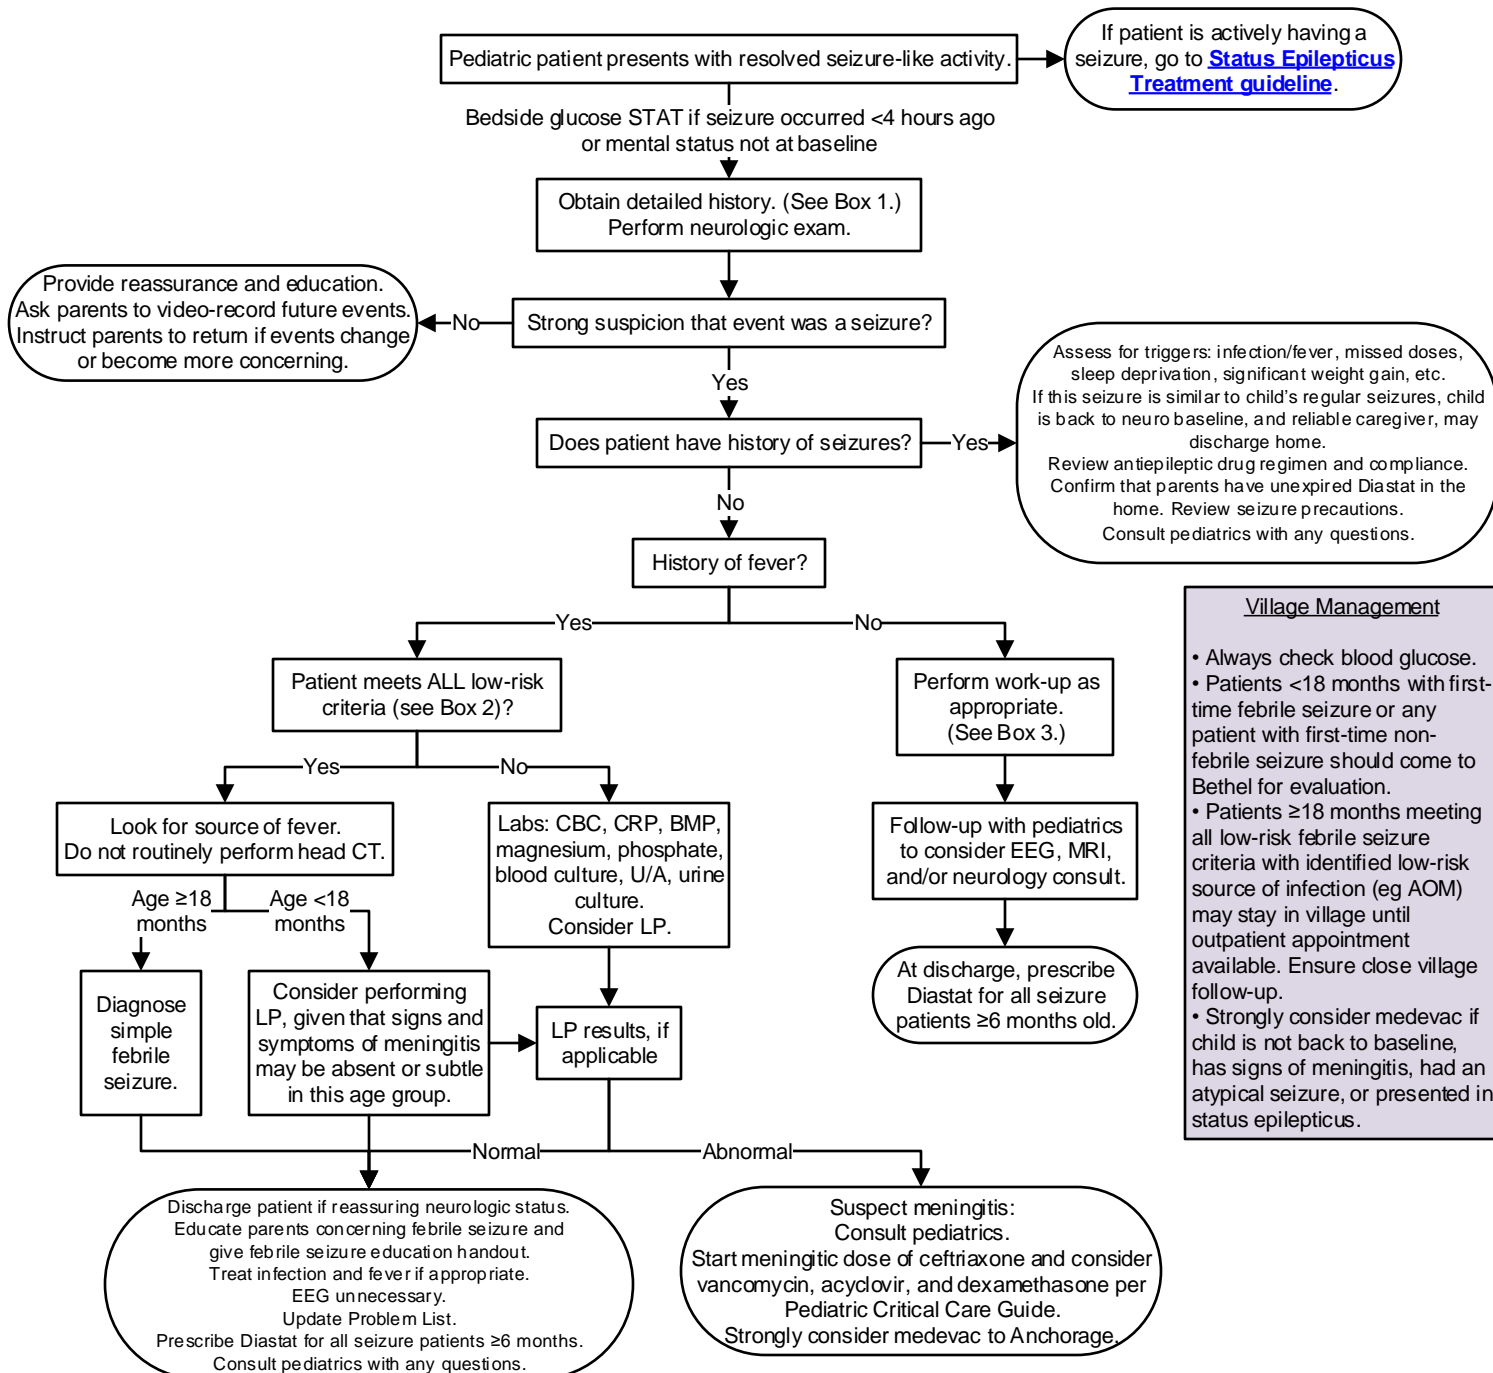 Pediatric patient presents with resolved seizure-like activity.
If patient is actively having a
seizure, go to Status Epilepticus
Treatment guideline.
Bedside glucose STAT if seizure occurred <4 hours ago
or mental status not at baseline
Obtain detailed history. (See Box 1.)
Perform neurologic exam.
Strong suspicion that event was a seizure?
No
Provide reassurance and education.
Ask parents to video-record future events.
Instruct parents to return if events change
or become more concerning.
Yes
Does patient have history of seizures?
Yes
Assess for triggers: infection/fever, missed doses,
sleep deprivation, significant weight gain, etc.
If this seizure is similar to child's regular seizures, child
is back to neuro baseline, and reliable caregiver, may
discharge home.
Review antiepileptic drug regimen and compliance.
Confirm that parents have unexpired Diastat in the
home. Review seizure precautions.
Consult pediatrics with any questions.
No
History of fever?
Yes
No
Patient meets ALL low-risk
criteria (see Box 2)?
Perform work-up as
appropriate.
(See Box 3.)
Yes
No
Look for source of fever.
Do not routinely perform head CT.
Labs: CBC, CRP, BMP,
magnesium, phosphate,
blood culture, U/A, urine
culture.
Consider LP.
Follow-up with pediatrics
to consider EEG, MRI,
and/or neurology consult.
Age ≥18
months
Age <18
months
Diagnose
simple
febrile
seizure.
Consider performing
LP, given that signs and
symptoms of meningitis
may be absent or subtle
in this age group.
LP results, if
applicable
At discharge, prescribe
Diastat for all seizure
patients ≥6 months old.
Normal
Abnormal
Discharge patient if reassuring neurologic status.
Educate parents concerning febrile seizure and
give febrile seizure education handout.
Treat infection and fever if appropriate.
EEG unnecessary.
Update Problem List.
Prescribe Diastat for all seizure patients ≥6 months.
Consult pediatrics with any questions.
Suspect meningitis:
Consult pediatrics.
Start meningitic dose of ceftriaxone and consider
vancomycin, acyclovir, and dexamethasone per
Pediatric Critical Care Guide.
Strongly consider medevac to Anchorage.
Village Management
• Always check blood glucose.
• Patients <18 months with first-
time febrile seizure or any
patient with first-time non-
febrile seizure should come to
Bethel for evaluation.
• Patients ≥18 months meeting
all low-risk febrile seizure
criteria with identified low-risk
source of infection (eg AOM)
may stay in village until
outpatient appointment
available. Ensure close village
follow-up.
• Strongly consider medevac if
child is not back to baseline,
has signs of meningitis, had an
atypical seizure, or presented in
status epilepticus.